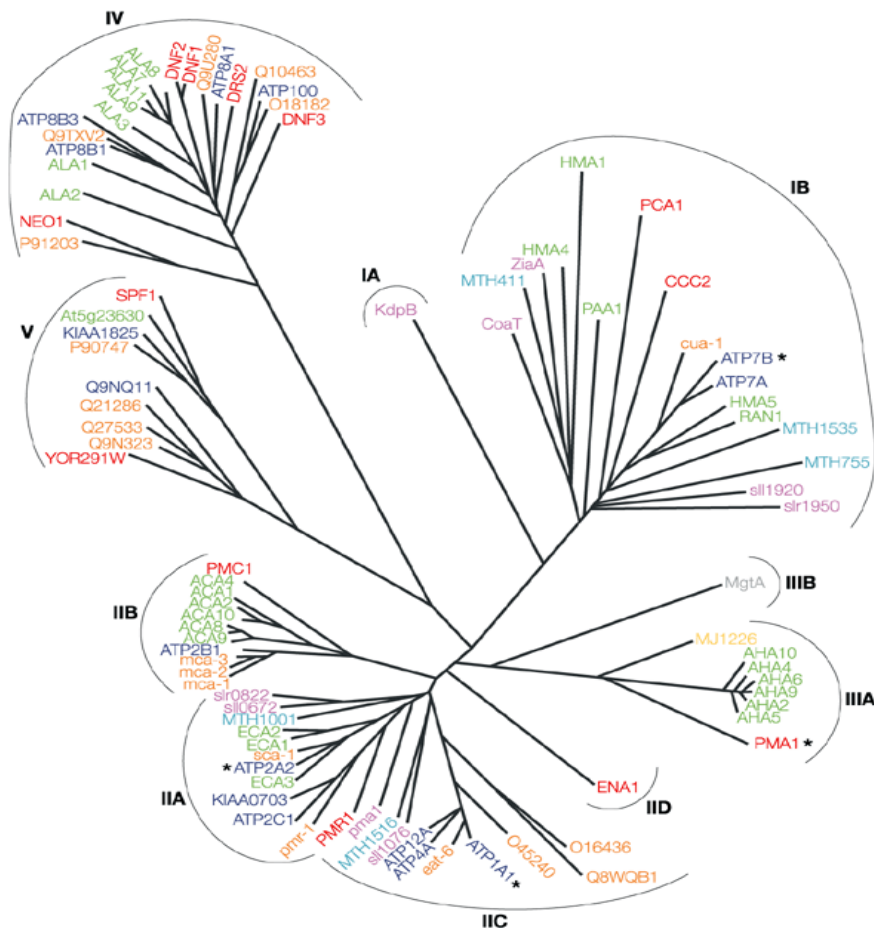 IV
ALA8
ALA7
ALA11
ALA9
ALA3
DNF2
DNF1
Q9U280
ATP8A1
DRS2
Q10463
ATP100
O18182
DNF3
ATP8B3
Q9TXV2
ATP8B1
ALA1
ALA2
NEO1
P91203
V
SPF1
At5g23630
KIAA1825
P90747
Q9NQ11
Q21286
Q27533
Q9N323
YOR291W
IA
KdpB
IB
HMA1
PCA1
HMA4
ZiaA
MTH411
CoaT
PAA1
CCC2
cua-1
ATP7B *
ATP7A
HMA5
RAN1
MTH1535
MTH755
sll1920
slr1950
IIIB
MgtA
IIIA
MJ1226
AHA10
AHA4
AHA6
AHA9
AHA2
AHA5
PMA1 *
IID
ENA1
IIB
PMC1
ACA4
ACA1
ACA2
ACA10
ACA8
ACA9
ATP2B1
mca-3
mca-2
mca-1
IIA
slr0822
sll0672
MTH1001
ECA2
ECA1
sca-1
* ATP2A2
ECA3
KIAA0703
ATP2C1
pmr-1
PMR1
pma1
MTH1516
sll1076
ATP12A
ATP4A
eat-6
ATP1A1 *
O45240
O16436
Q8WQB1
IIC